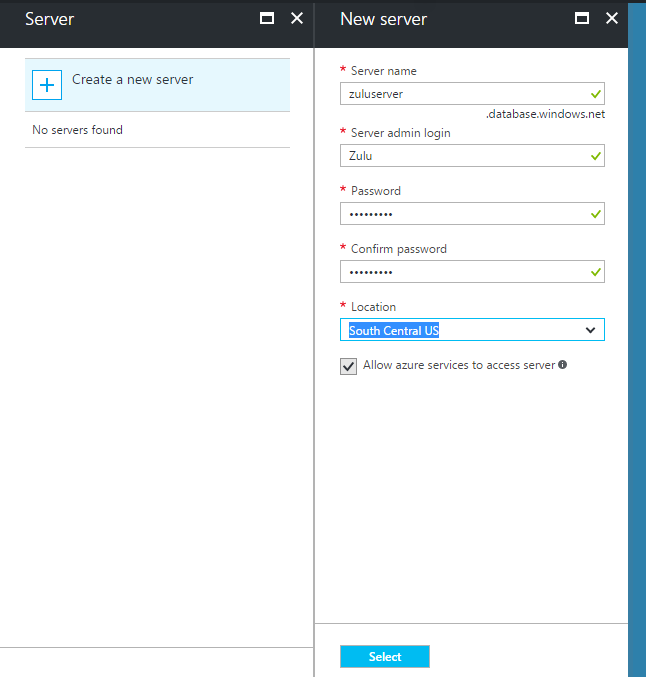 Server
Create a new server
No servers found
New server
* Server name
zuluserver
.database.windows.net
* Server admin login
Zulu
* Password
•••••••••
* Confirm password
•••••••••
* Location
South Central US
Allow azure services to access server
Select